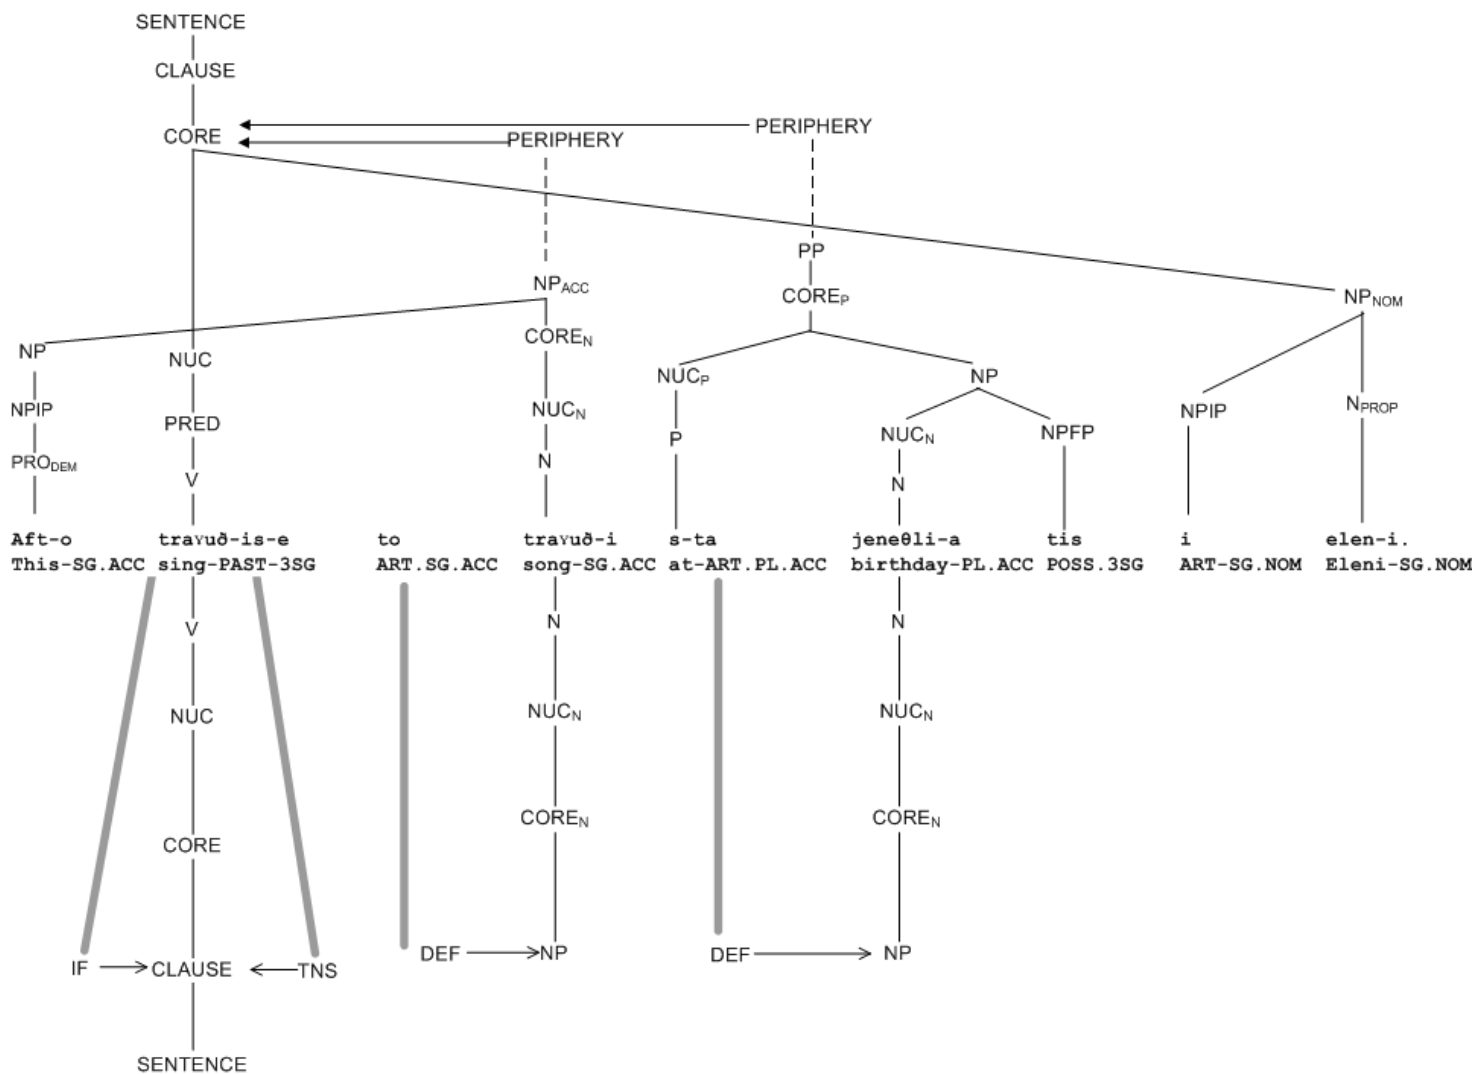 SENTENCE
CLAUSE
PERIPHERY
CORE PERIPHERY
PP
NPACC COREP NPNOM
NP NUC COREN NUCP NP
NPIP PRED NUCN P NUCN NPFP NPIP NPROP
PRODEM V N N
Aft-o traγuð-is-e to traγuð-i s-ta jeneθli-a tis i elen-i.
This-SG.ACC sing-PAST-3SG ART.SG.ACC song-SG.ACC at-ART.PL.ACC birthday-PL.ACC POSS.3SG ART-SG.NOM Eleni-SG.NOM
V N N
NUC NUCN NUCN
CORE COREN COREN
IF CLAUSE TNS DEF NP DEF NP
SENTENCE